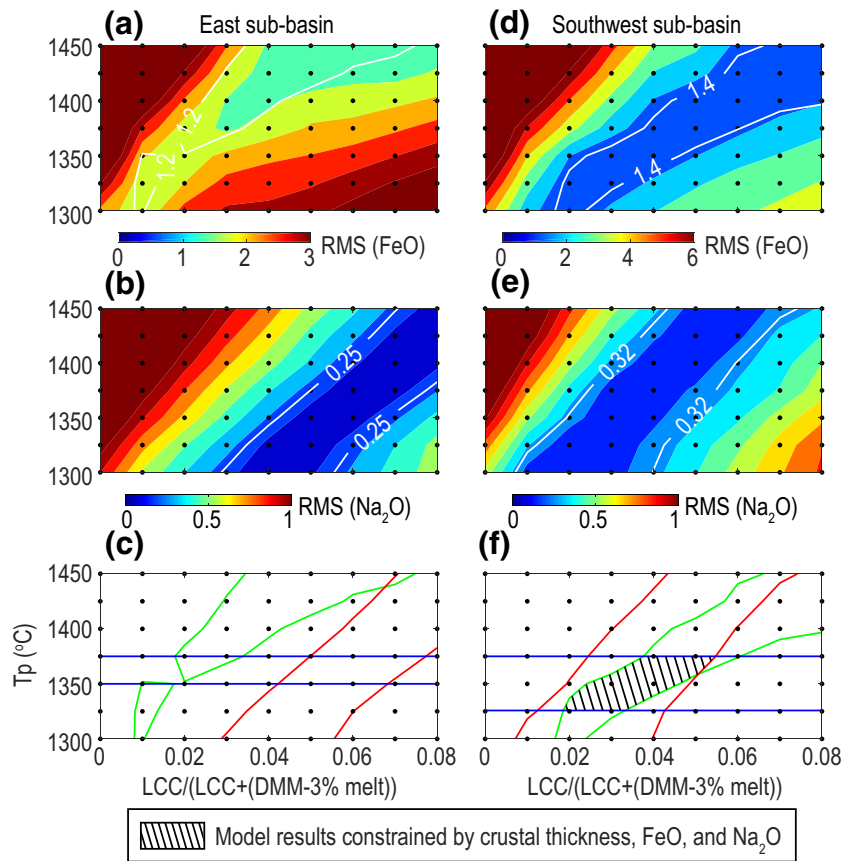 (a) East sub-basin
(d) Southwest sub-basin
1450
1400
1350
1300
1.2
1.2
1.4
1.4
0 1 2 3 RMS (FeO)
0 2 4 6 RMS (FeO)
(b)
(e)
1450
1400
1350
1300
0.25
0.25
0.32
0.32
0 0.5 1 RMS (Na₂O)
0 0.5 1 RMS (Na₂O)
(c)
(f)
1450
1400
1350
1300
Tp (°C)
0 0.02 0.04 0.06 0.08
0 0.02 0.04 0.06 0.08
LCC/(LCC+(DMM-3% melt))
LCC/(LCC+(DMM-3% melt))
Model results constrained by crustal thickness, FeO, and Na₂O